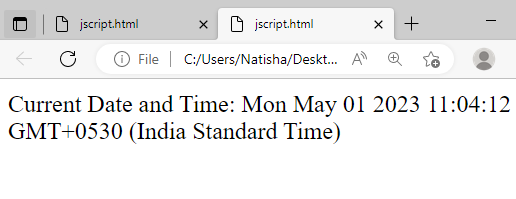 jscript.html
jscript.html
File
C:/Users/Natisha/Deskt...
Current Date and Time: Mon May 01 2023 11:04:12
GMT+0530 (India Standard Time)